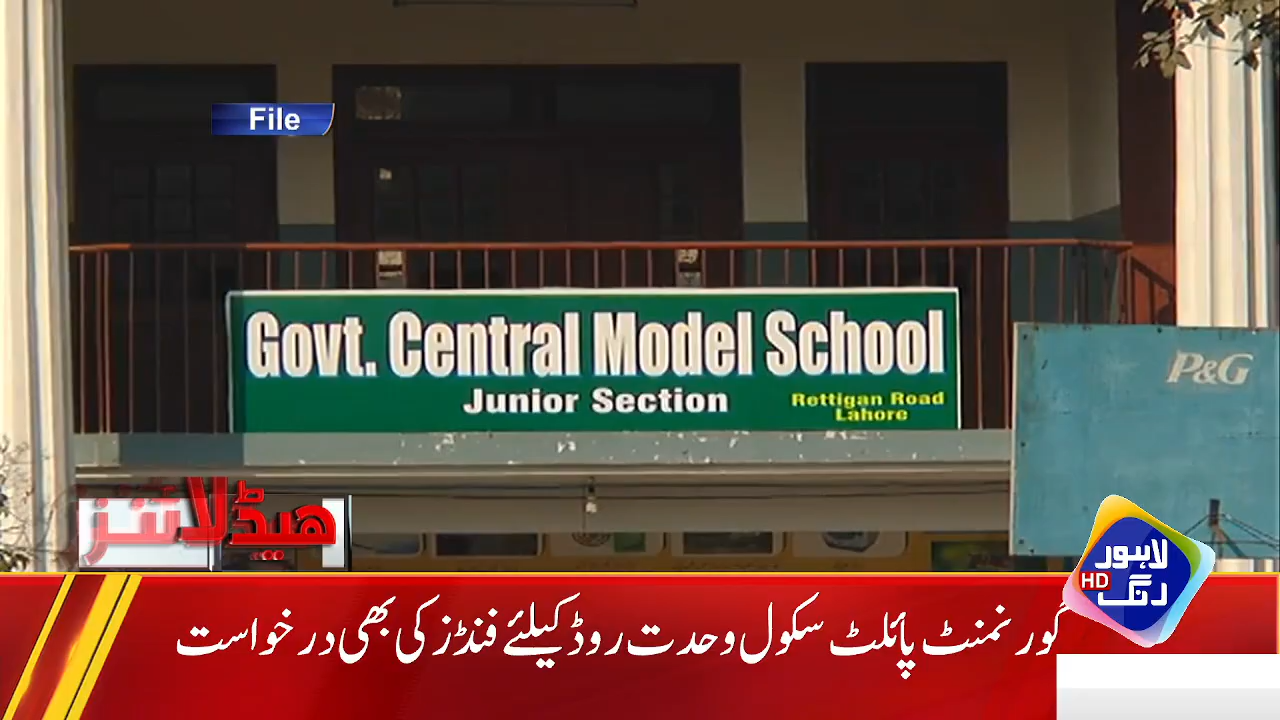 File
Govt. Central Model School
Junior Section
Rettigan Road
Lahore
P&G
ھیڈلائنز
لاہور
رنگ
HD
گورنمنٹ پائلٹ سکول وحدت روڈ کیلئے فنڈز کی بھی درخواست